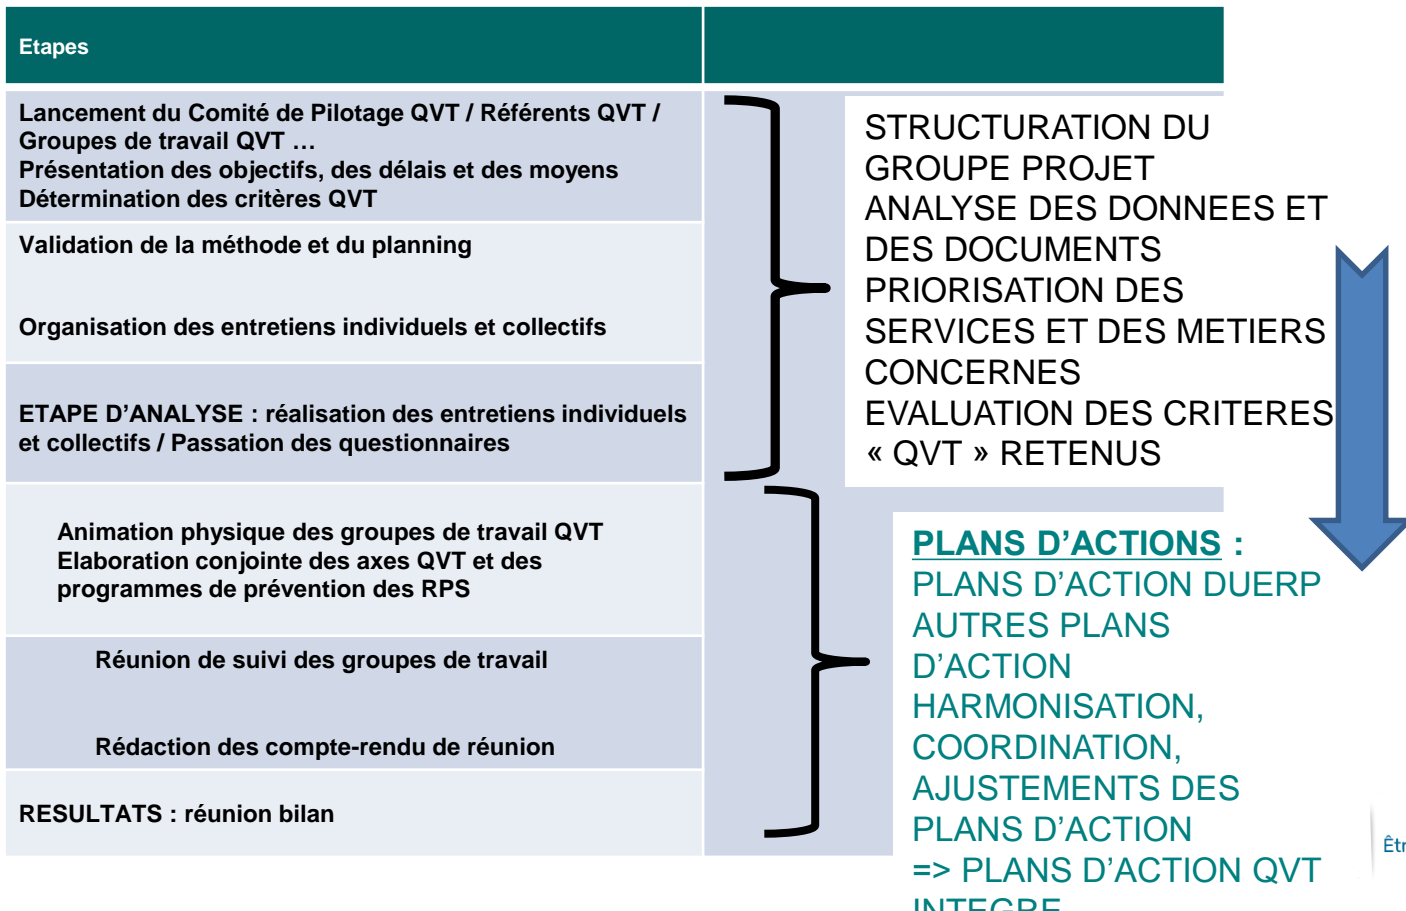 Etapes
Lancement du Comité de Pilotage QVT / Référents QVT /
Groupes de travail QVT …
Présentation des objectifs, des délais et des moyens
Détermination des critères QVT
Validation de la méthode et du planning
Organisation des entretiens individuels et collectifs
ETAPE D’ANALYSE : réalisation des entretiens individuels
et collectifs / Passation des questionnaires
Animation physique des groupes de travail QVT
Elaboration conjointe des axes QVT et des
programmes de prévention des RPS
Réunion de suivi des groupes de travail
Rédaction des compte-rendu de réunion
RESULTATS : réunion bilan
STRUCTURATION DU
GROUPE PROJET
ANALYSE DES DONNEES ET
DES DOCUMENTS
PRIORISATION DES
SERVICES ET DES METIERS
CONCERNES
EVALUATION DES CRITERES
« QVT » RETENUS
PLANS D’ACTIONS :
PLANS D’ACTION DUERP
AUTRES PLANS
D’ACTION
HARMONISATION,
COORDINATION,
AJUSTEMENTS DES
PLANS D’ACTION
=> PLANS D’ACTION QVT
INTEGRE